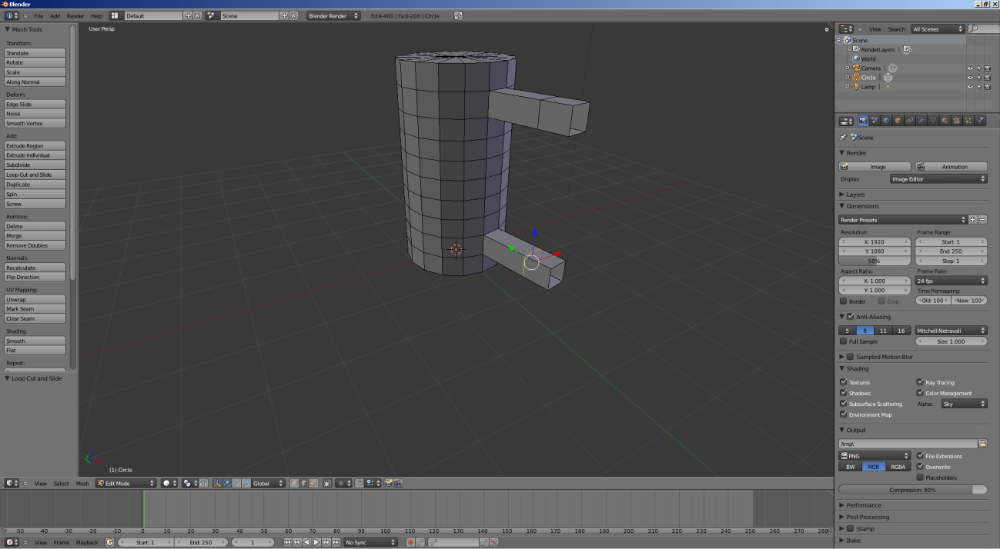 Blender
File Add Render Help Default Scene Blender Render Ed:4-400 | Fa:0-206 | Circle
Mesh Tools
Transform:
Translate
Rotate
Scale
Along Normal
Deform:
Edge Slide
Noise
Smooth Vertex
Add:
Extrude Region
Extrude Individual
Subdivide
Loop Cut and Slide
Duplicate
Spin
Screw
Remove:
Delete
Merge
Remove Doubles
Normals:
Recalculate
Flip Direction
UV Mapping:
Unwrap
Mark Seam
Clear Seam
Shading:
Smooth
Flat
Repeat:
Loop Cut and Slide
User Persp
(1) Circle
View Select Mesh Edit Mode Global
-50 -40 -30 -20 -10 0 10 20 30 40 50 60 70 80 90 100 110 120 130 140 150 160 170 180 190 200 210 220 230 240 250 260 270 280
View Frame Playback Start: 1 End: 250 1 No Sync
View Search All Scenes
Scene
RenderLayers |
World
Camera |
Circle |
Lamp |
Scene
Render
Image Animation
Display: Image Editor
Layers
Dimensions
Render Presets
Resolution: Frame Range:
X: 1920 Start: 1
Y: 1080 End: 250
50% Step: 1
Aspect Ratio: Frame Rate:
X: 1.000 24 fps
Y: 1.000 Time Remapping:
Border Crop Old: 100 New: 100
Anti-Aliasing
5 8 11 16 Mitchell-Netravali
Full Sample Size: 1.000
Sampled Motion Blur
Shading
Textures Ray Tracing
Shadows Color Management
Subsurface Scattering Alpha: Sky
Environment Map
Output
/tmp\
PNG File Extensions
BW RGB RGBA Overwrite
Placeholders
Compression: 90%
Performance
Post Processing
Stamp
Bake